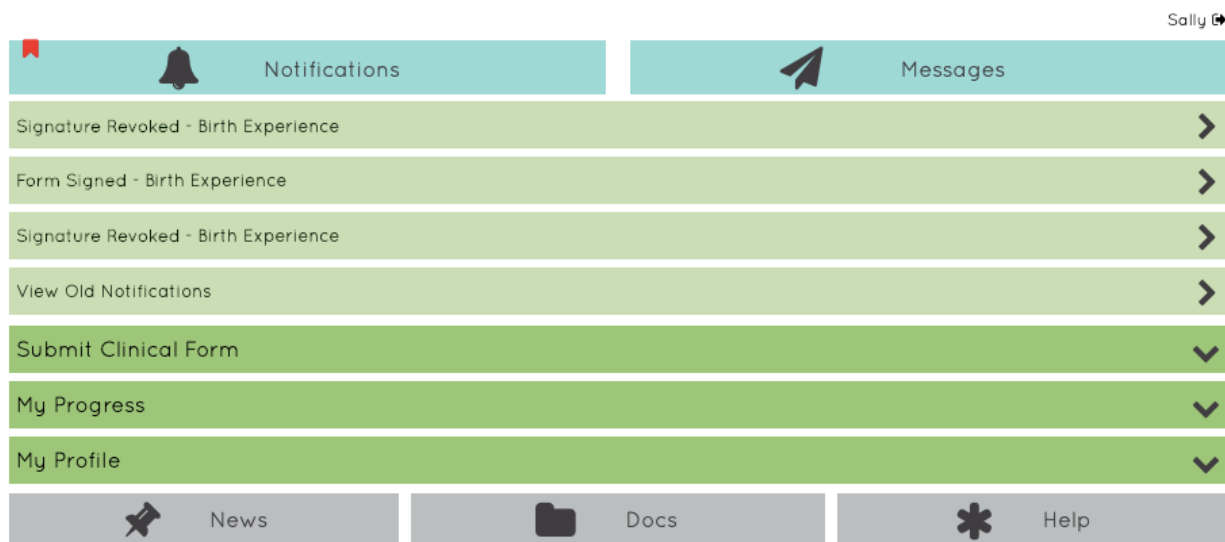 Sally
Notifications
Messages
Signature Revoked - Birth Experience
Form Signed - Birth Experience
Signature Revoked - Birth Experience
View Old Notifications
Submit Clinical Form
My Progress
My Profile
News
Docs
Help